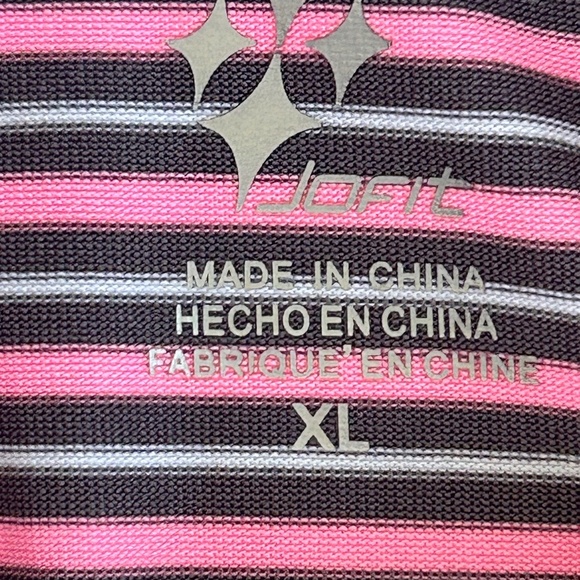 JOFIT
MADE IN CHINA
HECHO EN CHINA
FABRIQUE' EN CHINE
XL